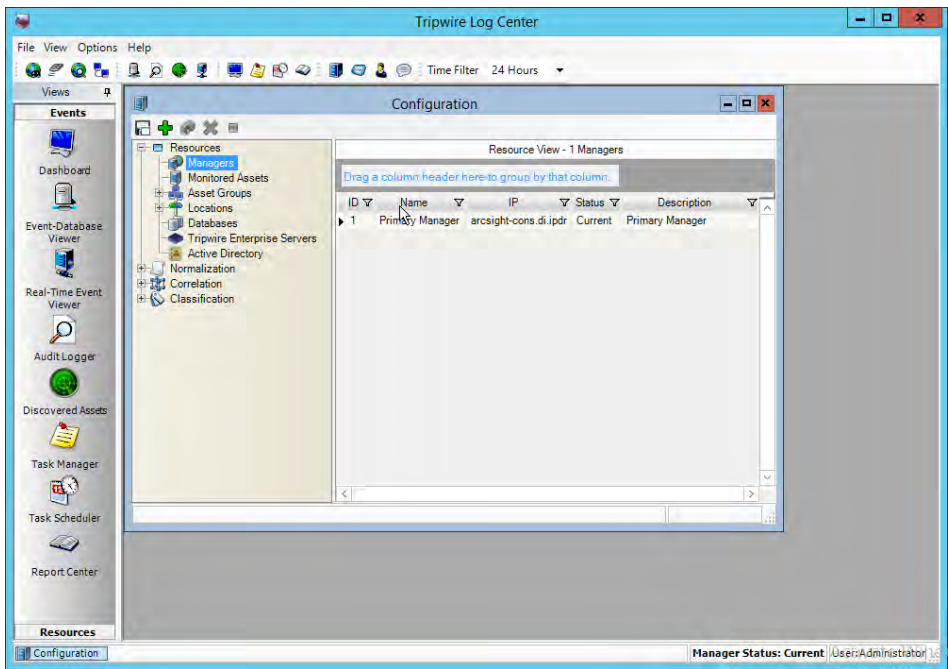 Tripwire Log Center
File View Options Help
Time Filter 24 Hours
Views
Events
Dashboard
Event-Database
Viewer
Real-Time Event
Viewer
Audit Logger
Discovered Assets
Task Manager
Task Scheduler
Report Center
Resources
Configuration
Resources
Managers
Monitored Assets
Asset Groups
Locations
Databases
Tripwire Enterprise Servers
Active Directory
Normalization
Correlation
Classification
Resource View - 1 Managers
Drag a column header here to group by that column.
ID Name IP Status Description
1 Primary Manager arcsight-cons.di.ipdr Current Primary Manager
Configuration
Manager Status: Current User:Administrator